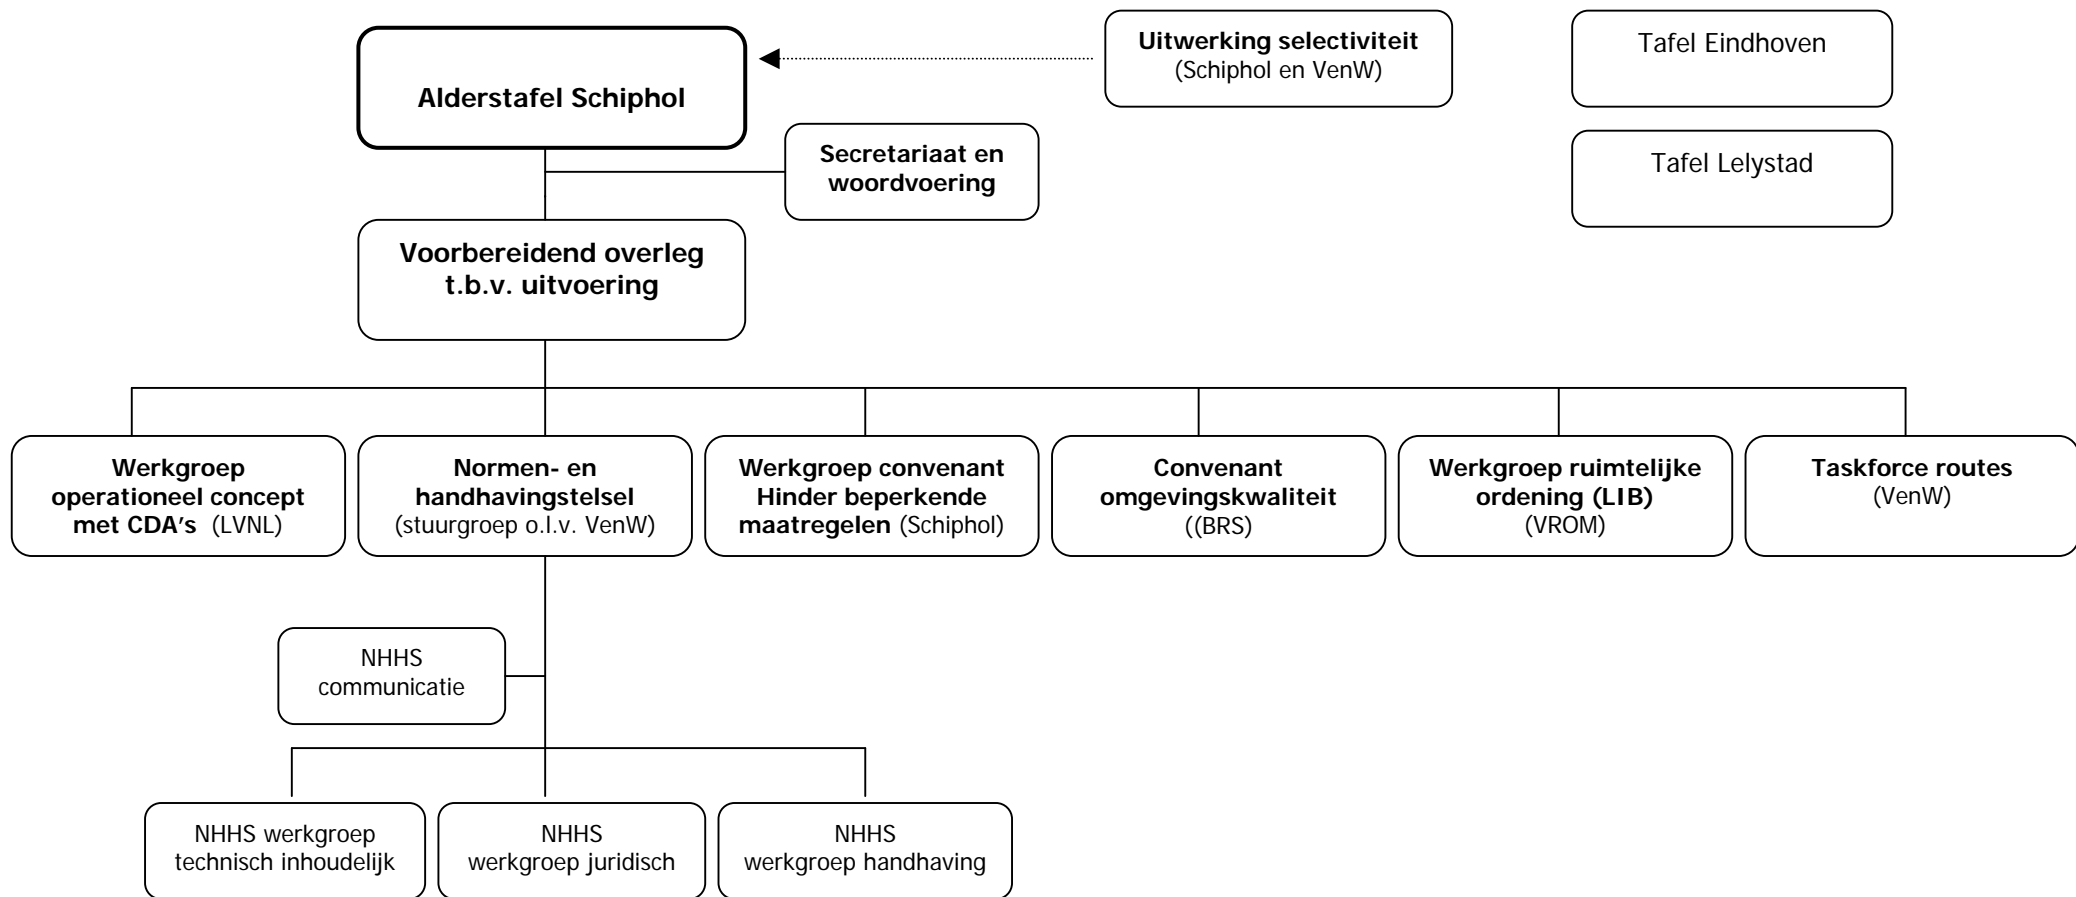 Alderstafel Schiphol
Uitwerking selectiviteit
(Schiphol en VenW)
Tafel Eindhoven
Secretariaat en
woordvoering
Tafel Lelystad
Voorbereidend overleg
t.b.v. uitvoering
Werkgroep
operationeel concept
met CDA's (LVNL)
Normen- en
handhavingstelsel
(stuurgroep o.l.v. VenW)
Werkgroep convenant
Hinder beperkende
maatregelen (Schiphol)
Convenant
omgevingskwaliteit
((BRS)
Werkgroep ruimtelijke
ordening (LIB)
(VROM)
Taskforce routes
(VenW)
NHHS
communicatie
NHHS werkgroep
technisch inhoudelijk
NHHS
werkgroep juridisch
NHHS
werkgroep handhaving